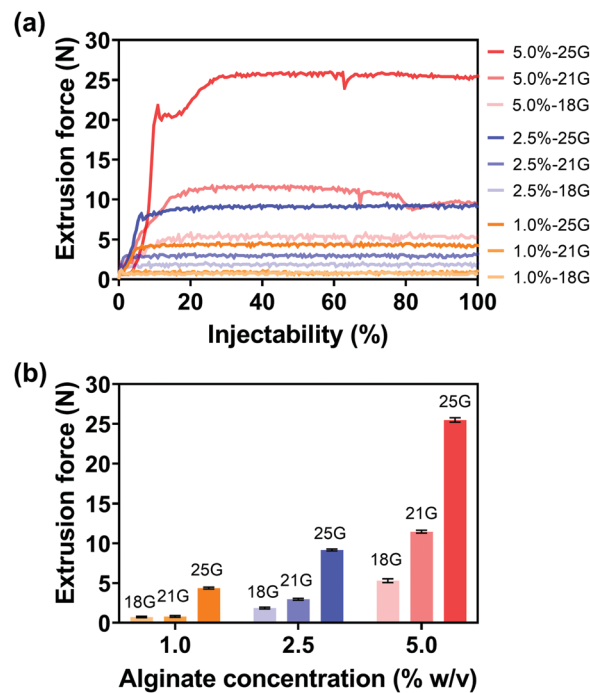 (a)
30
25
20
15
10
5
0
Extrusion force (N)
0 20 40 60 80 100
Injectability (%)
5.0%-25G
5.0%-21G
5.0%-18G
2.5%-25G
2.5%-21G
2.5%-18G
1.0%-25G
1.0%-21G
1.0%-18G
(b)
30
25
20
15
10
5
0
Extrusion force (N)
18G 21G 25G
18G 21G 25G
18G 21G 25G
1.0 2.5 5.0
Alginate concentration (% w/v)